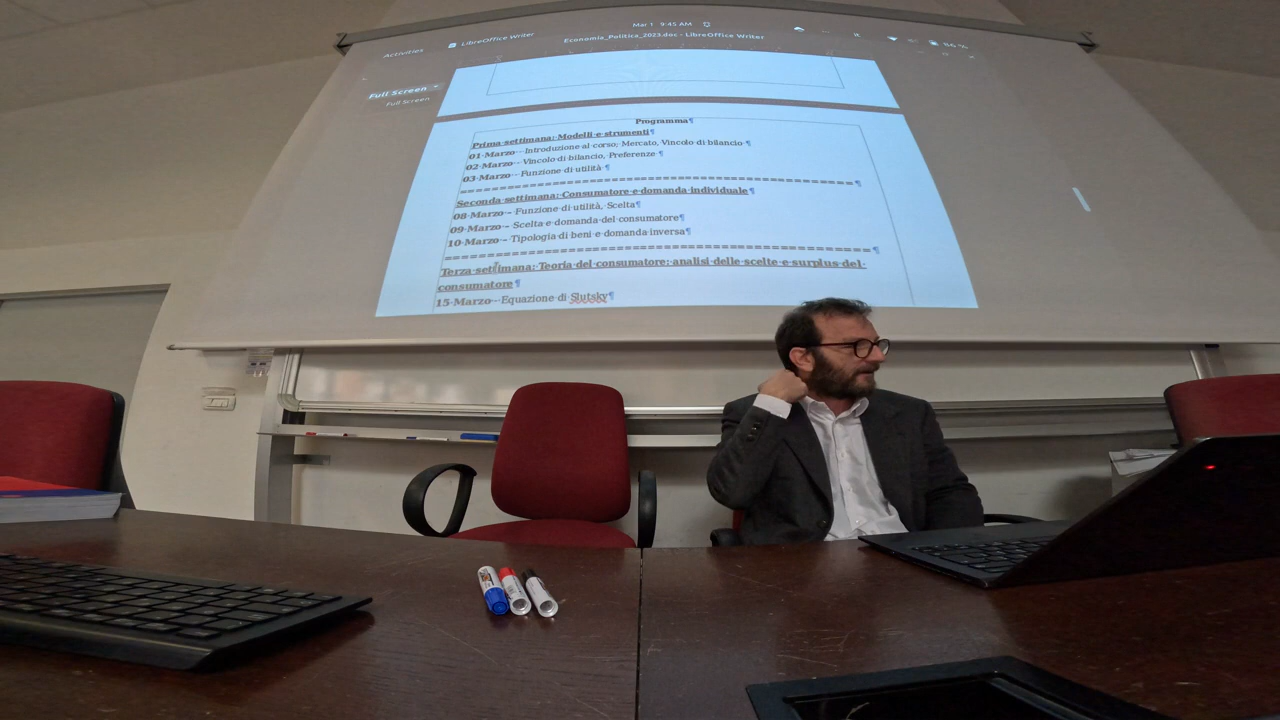 Mar 1 9:45 AM
Activities
LibreOffice Writer
Economia_Politica_2023.doc - LibreOffice Writer
it
86 %
Full Screen
Full Screen
Programma¶
Prima·settimana:·Modelli·e·strumenti¶
01·Marzo·-·Introduzione·al·corso;·Mercato,·Vincolo·di·bilancio·¶
02·Marzo·-·Vincolo·di·bilancio,·Preferenze·¶
03·Marzo·-·Funzione·di·utilità·¶
¶
Seconda·settimana:·Consumatore·e·domanda·individuale
08·Marzo·–·Funzione·di·utilità,·Scelta¶
09·Marzo·–·Scelta·e·domanda·del·consumatore¶
10·Marzo·–·Tipologia·di·beni·e·domanda·inversa¶
¶
Terza·settimana:·Teoria·del·consumatore:·analisi·delle·scelte·e·surplus·del·
consumatore¶
15·Marzo·-·Equazione·di·Slutsky¶